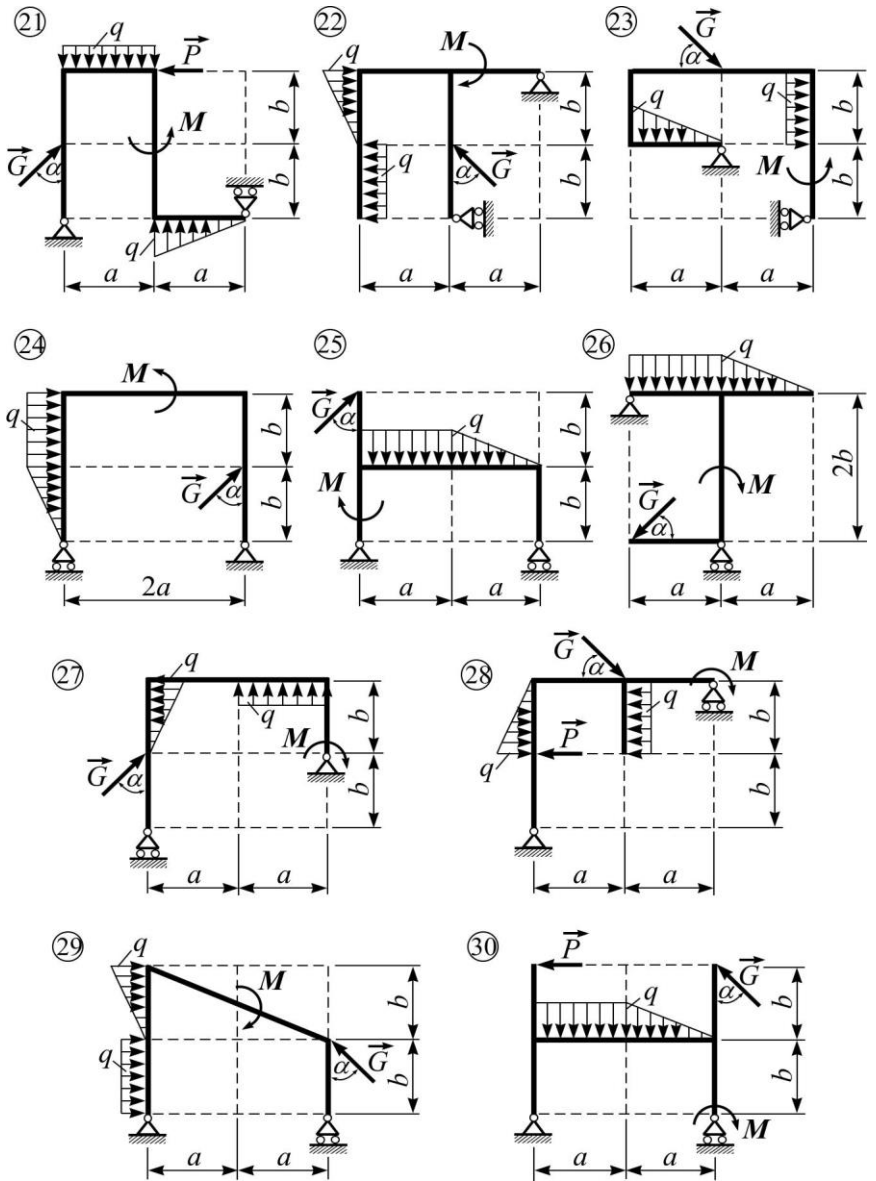 21 q P M G α q b b a a
22 q M q α G b b a a
23 G α q q M b b a a
24 M q G α b b 2a
25 G α q M b b a a
26 q G α M 2b a a
27 q q G α M b b a a
28 G α M q P q b b a a
29 q M q α G b b a a
30 P q α G M b b a a